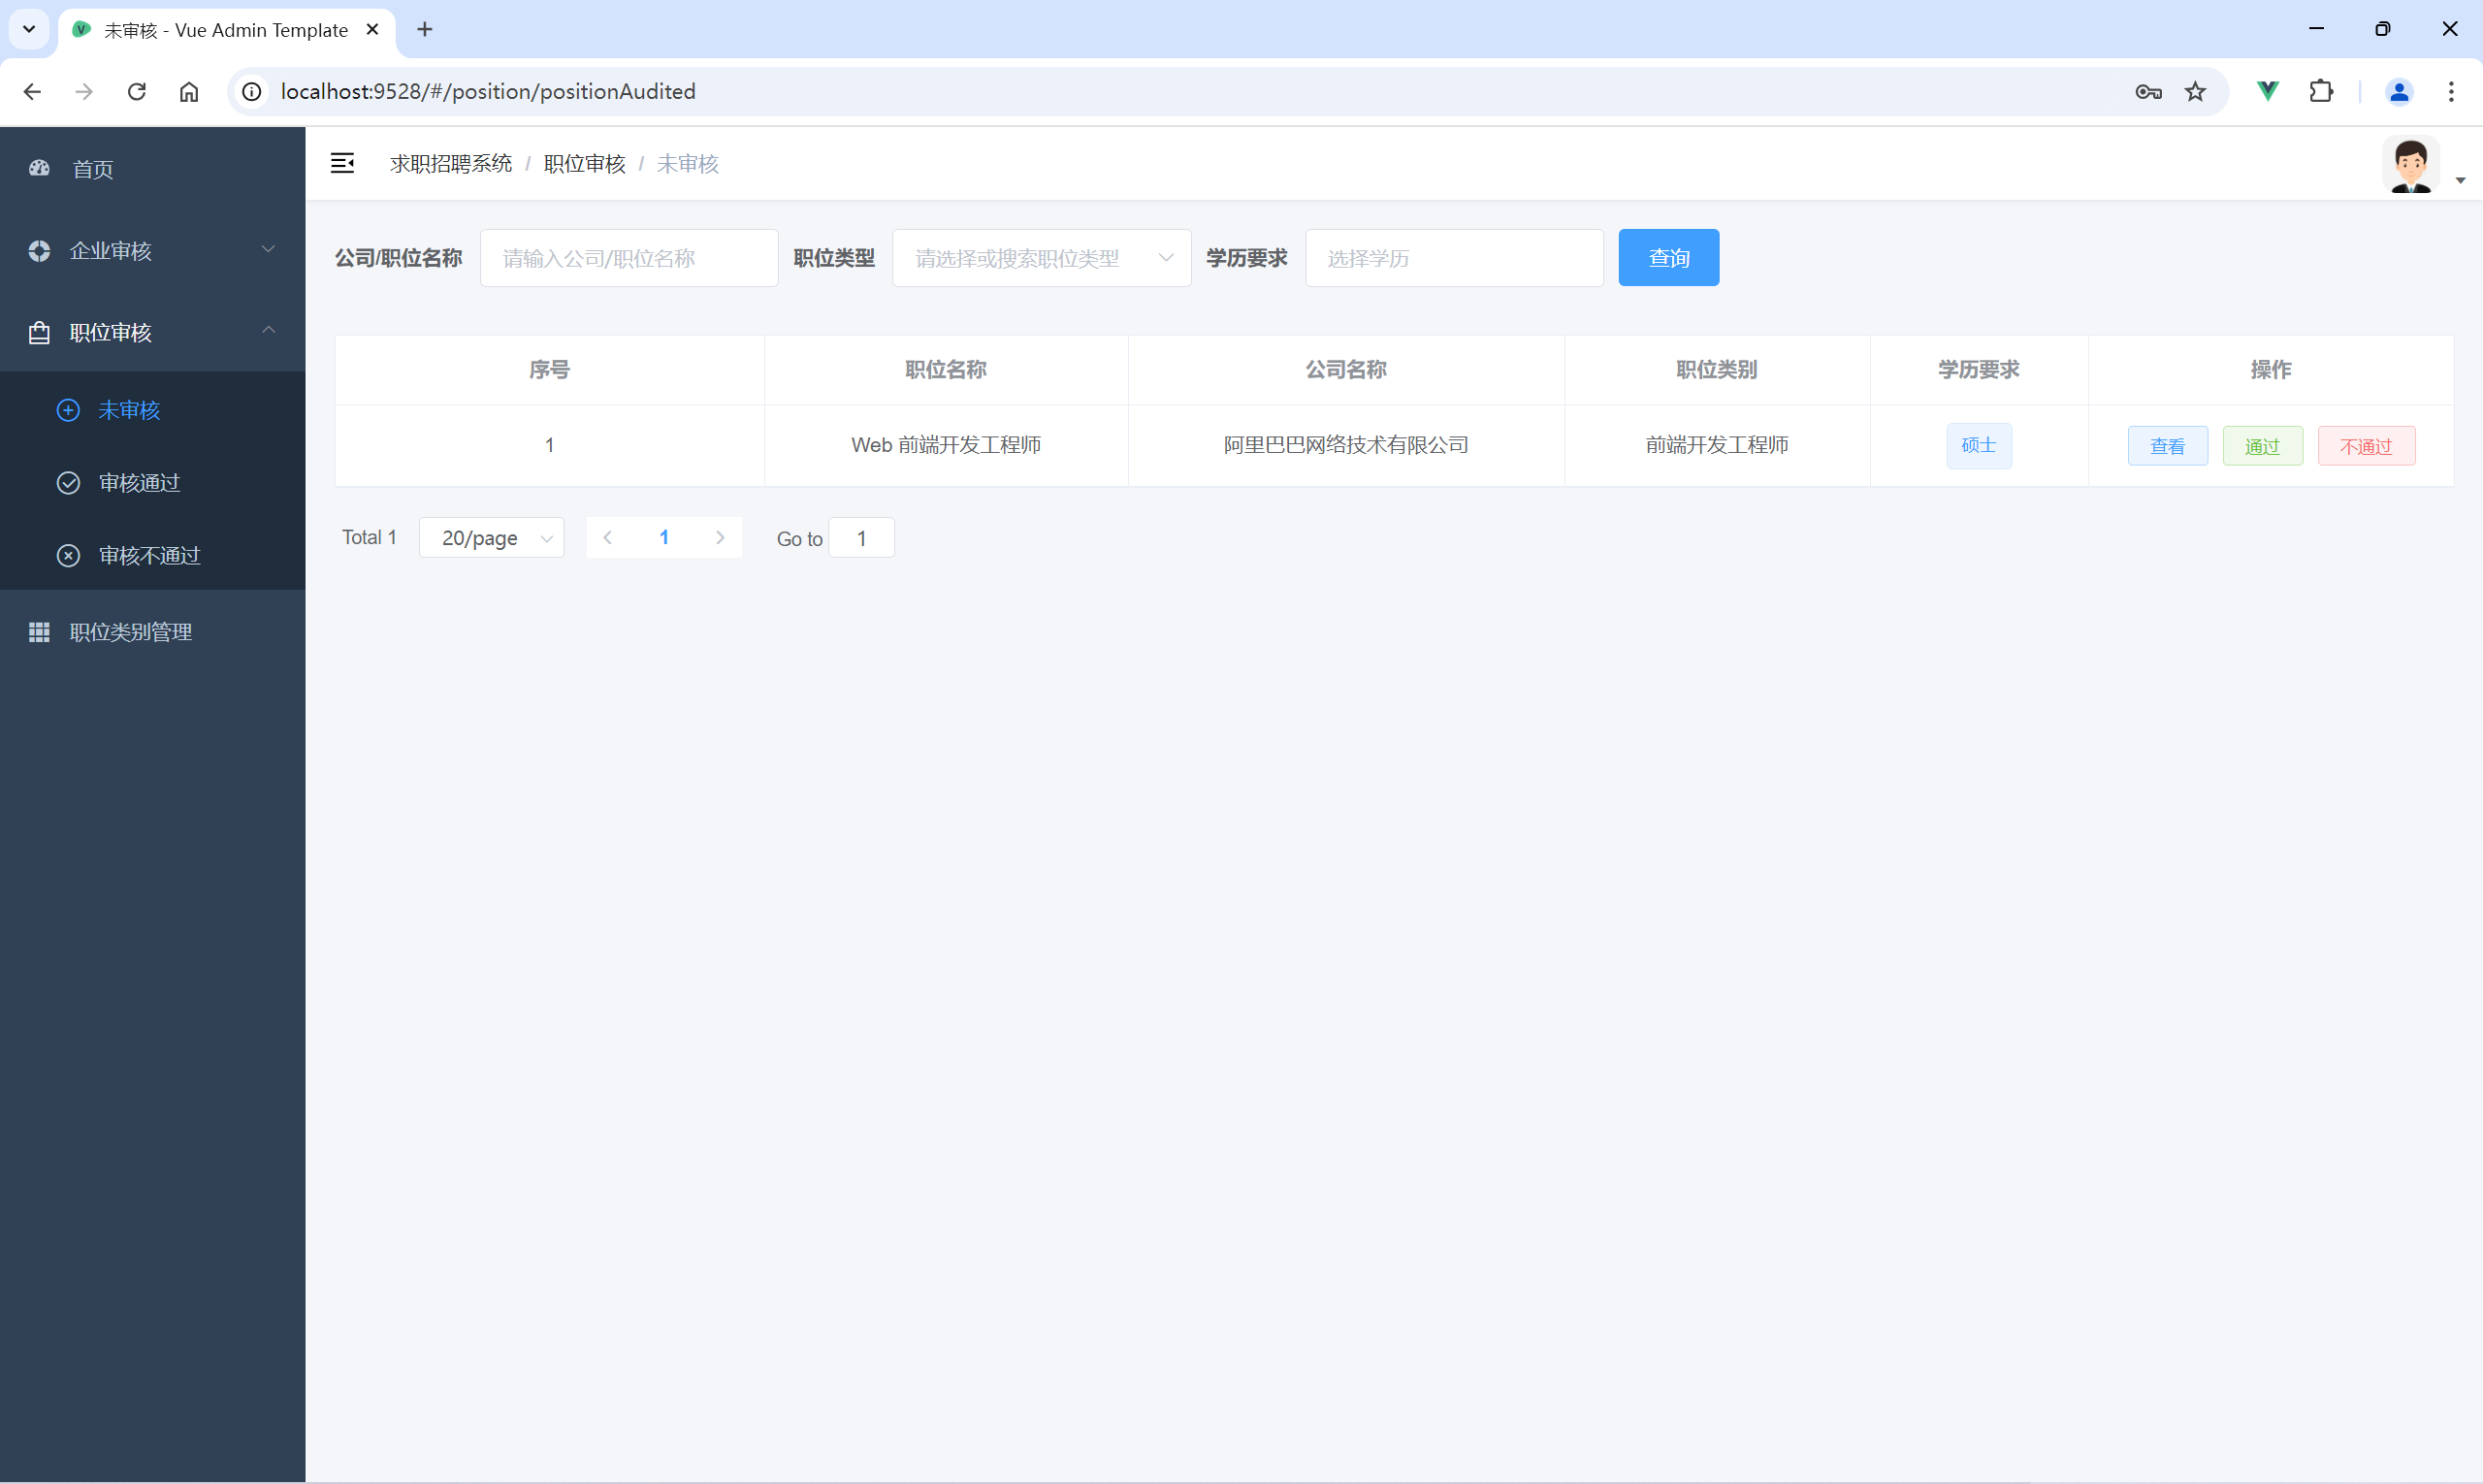 未审核 - Vue Admin Template
localhost:9528/#/position/positionAudited
首页
企业审核
职位审核
未审核
审核通过
审核不通过
职位类别管理
求职招聘系统 / 职位审核 / 未审核
公司/职位名称 请输入公司/职位名称 职位类型 请选择或搜索职位类型 学历要求 选择学历 查询
序号 职位名称 公司名称 职位类别 学历要求 操作
1 Web 前端开发工程师 阿里巴巴网络技术有限公司 前端开发工程师 硕士 查看 通过 不通过
Total 1 20/page 1 Go to 1